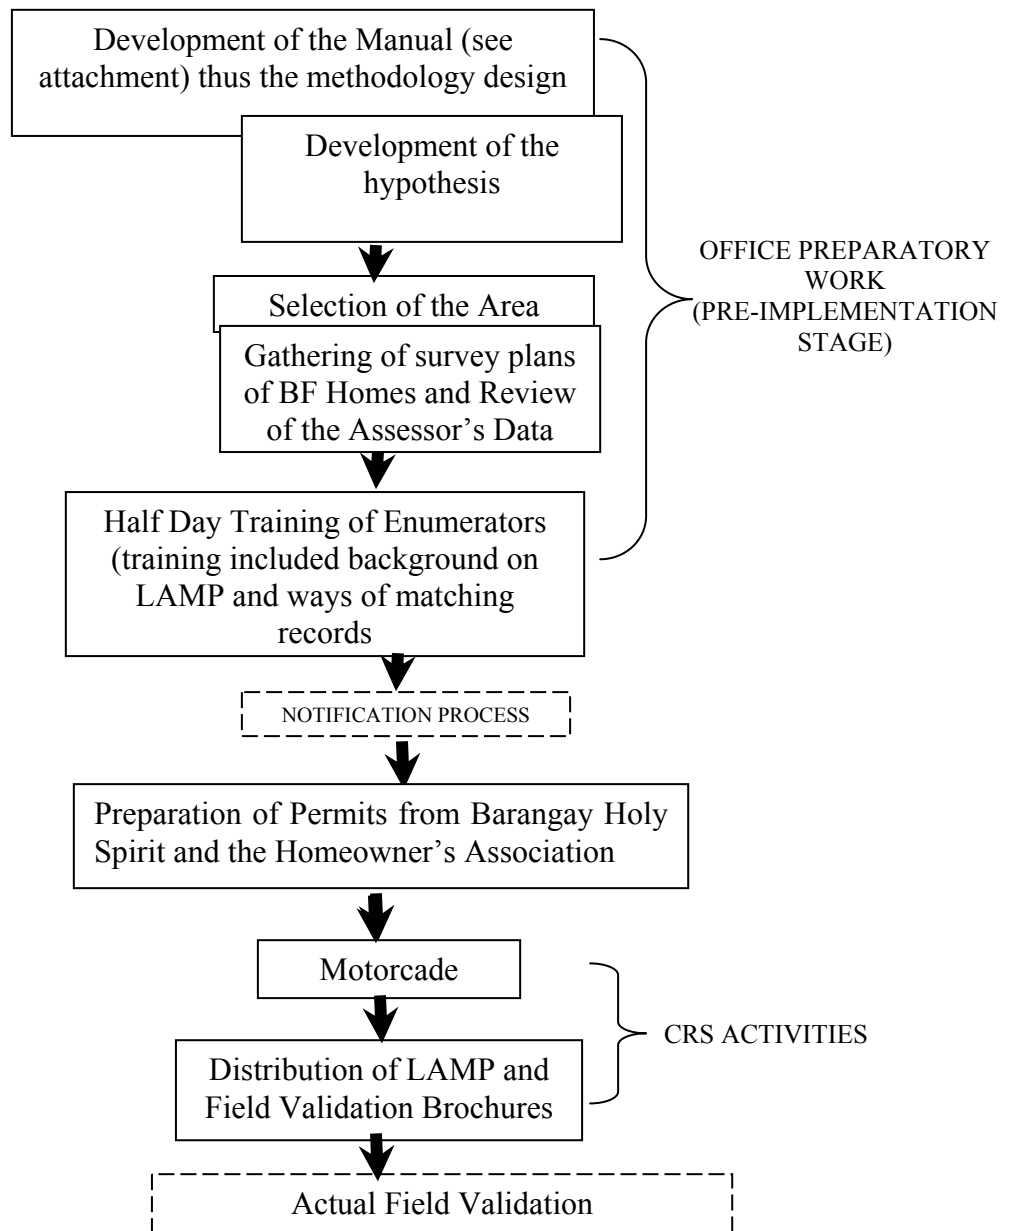 Development of the Manual (see
attachment) thus the methodology design
Development of the
hypothesis
Selection of the Area
Gathering of survey plans
of BF Homes and Review
of the Assessor’s Data
Half Day Training of Enumerators
(training included background on
LAMP and ways of matching
records
OFFICE PREPARATORY
WORK
(PRE-IMPLEMENTATION
STAGE)
NOTIFICATION PROCESS
Preparation of Permits from Barangay Holy
Spirit and the Homeowner’s Association
Motorcade
Distribution of LAMP and
Field Validation Brochures
CRS ACTIVITIES
Actual Field Validation